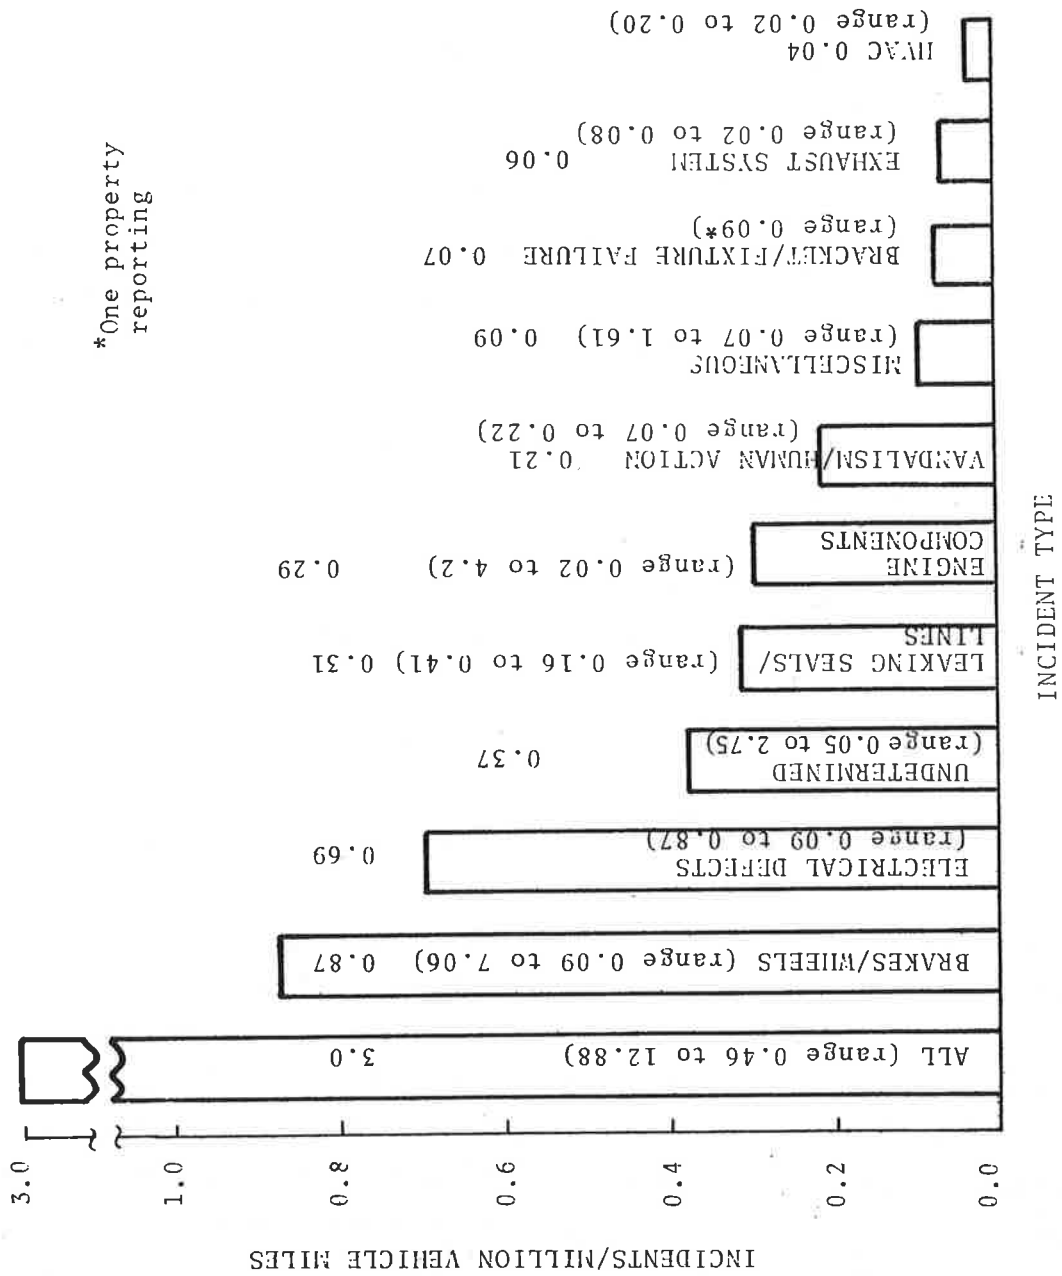 INCIDENTS/MILLION VEHICLE MILES
3.0
1.0
0.8
0.6
0.4
0.2
0.0
ALL (range 0.46 to 12.88) 3.0
BRAKES/WHEELS (range 0.09 to 7.06) 0.87
ELECTRICAL DEFECTS 0.69
(range 0.09 to 0.87)
UNDETERMINED 0.37
(range 0.05 to 2.75)
LEAKING SEALS/ (range 0.16 to 0.41) 0.31
LINES
ENGINE (range 0.02 to 4.2) 0.29
COMPONENTS
VANDALISM/HUMAN ACTION 0.21
(range 0.07 to 0.22)
MISCELLANEOUS
(range 0.07 to 1.61) 0.09
BRACKET/FIXTURE FAILURE 0.07
(range 0.09*)
EXHAUST SYSTEM 0.06
(range 0.02 to 0.08)
HVAC 0.04
(range 0.02 to 0.20)
*One property
reporting
INCIDENT TYPE